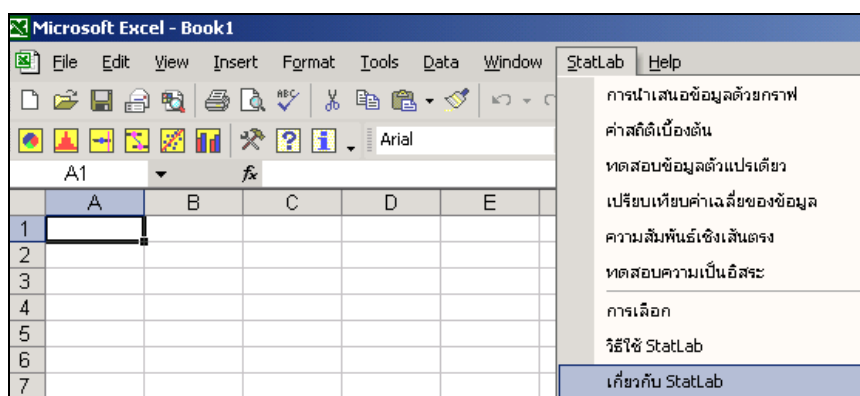 Microsoft Excel - Book1
File Edit View Insert Format Tools Data Window StatLab Help
ABC
Arial
A1 fx
A B C D E
1
2
3
4
5
6
7
การนำเสนอข้อมูลด้วยกราฟ
ค่าสถิติเบื้องต้น
ทดสอบข้อมูลตัวแปรเดียว
เปรียบเทียบค่าเฉลี่ยของข้อมูล
ความสัมพันธ์เชิงเส้นตรง
ทดสอบความเป็นอิสระ
การเลือก
วิธีใช้ StatLab
เกี่ยวกับ StatLab